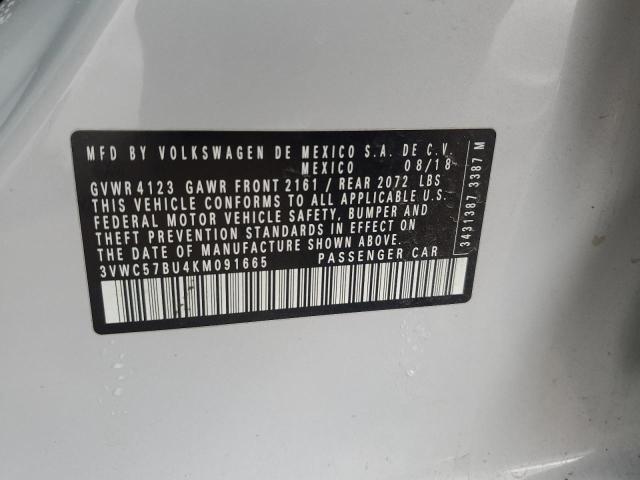 MFD BY VOLKSWAGEN DE MEXICO S.A. DE C.V.
MEXICO 08/18
GVWR 4123 GAWR FRONT 2161 / REAR 2072 LBS
THIS VEHICLE CONFORMS TO ALL APPLICABLE U.S.
FEDERAL MOTOR VEHICLE SAFETY, BUMPER AND
THEFT PREVENTION STANDARDS IN EFFECT ON
THE DATE OF MANUFACTURE SHOWN ABOVE.
3VWC57BU4KM091665 PASSENGER CAR
3431387 3387 M